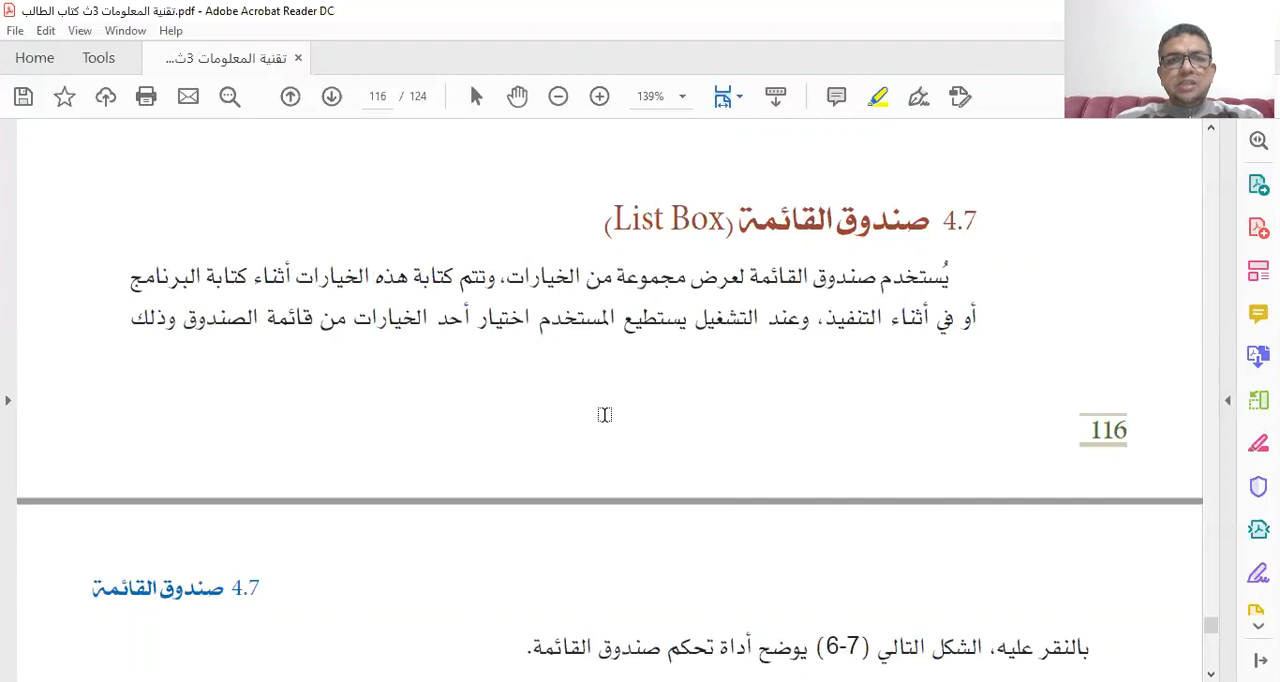 تقنية المعلومات 3ث كتاب الطالب.pdf - Adobe Acrobat Reader DC
File Edit View Window Help
Home Tools تقنية المعلومات 3ث... ×
116 / 124 139%
4.7 صندوق القائمة (List Box)
يُستخدم صندوق القائمة لعرض مجموعة من الخيارات، وتتم كتابة هذه الخيارات أثناء كتابة البرنامج
أو في أثناء التنفيذ، وعند التشغيل يستطيع المستخدم اختيار أحد الخيارات من قائمة الصندوق وذلك
116
4.7 صندوق القائمة
بالنقر عليه، الشكل التالي (7-6) يوضح أداة تحكم صندوق القائمة.